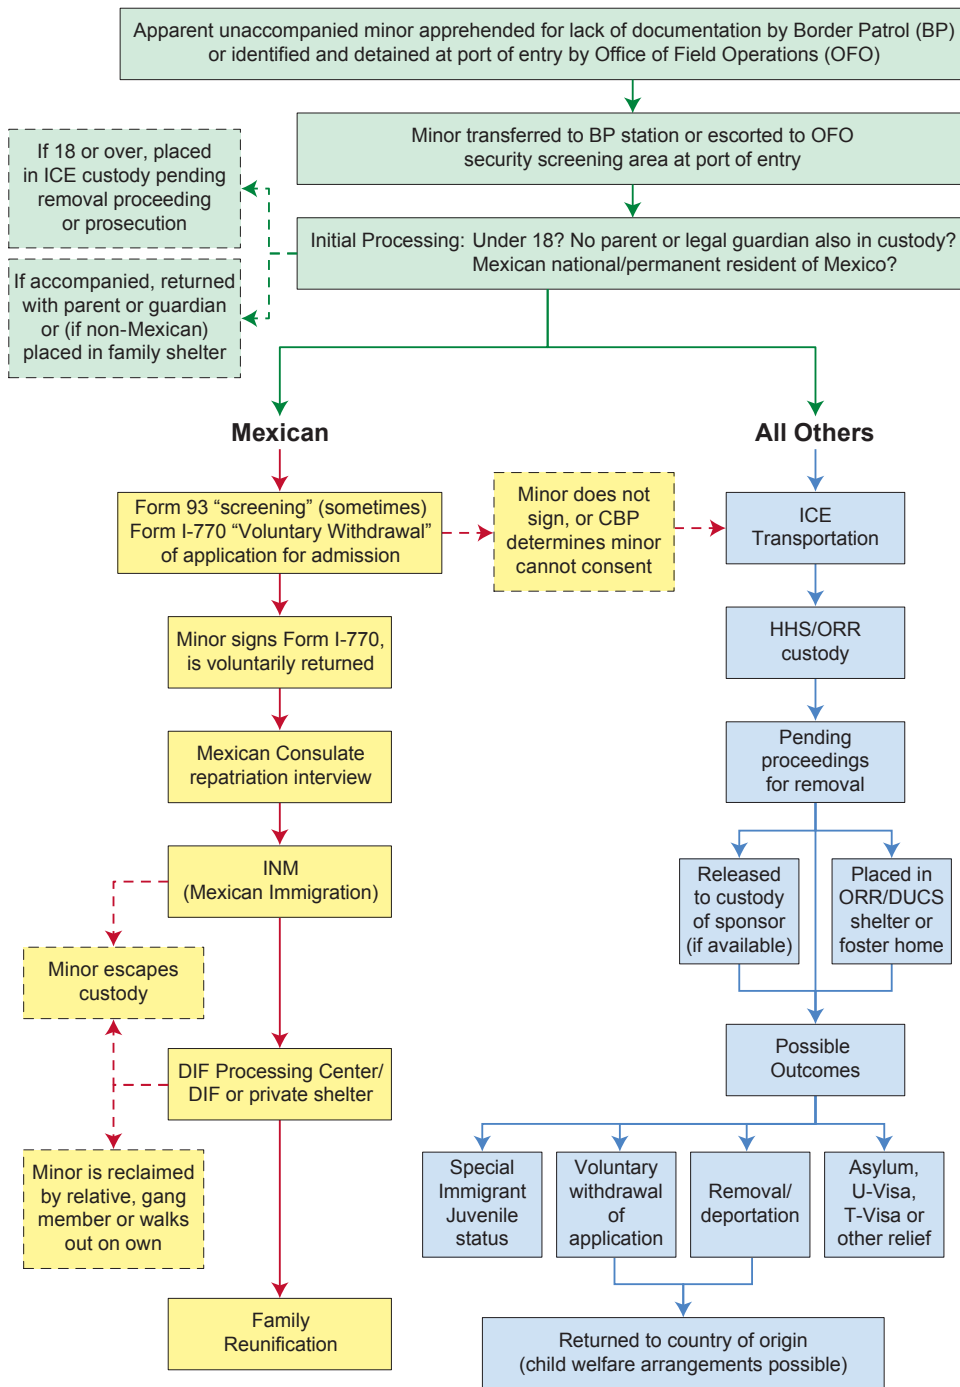 Apparent unaccompanied minor apprehended for lack of documentation by Border Patrol (BP)
or identified and detained at port of entry by Office of Field Operations (OFO)
Minor transferred to BP station or escorted to OFO
security screening area at port of entry
If 18 or over, placed
in ICE custody pending
removal proceeding
or prosecution
Initial Processing: Under 18? No parent or legal guardian also in custody?
Mexican national/permanent resident of Mexico?
If accompanied, returned
with parent or guardian
or (if non-Mexican)
placed in family shelter
Mexican
All Others
Form 93 “screening” (sometimes)
Form I-770 “Voluntary Withdrawal”
of application for admission
Minor does not
sign, or CBP
determines minor
cannot consent
ICE
Transportation
Minor signs Form I-770,
is voluntarily returned
HHS/ORR
custody
Mexican Consulate
repatriation interview
Pending
proceedings
for removal
INM
(Mexican Immigration)
Released
to custody
of sponsor
(if available)
Placed in
ORR/DUCS
shelter or
foster home
Minor escapes
custody
DIF Processing Center/
DIF or private shelter
Possible
Outcomes
Minor is reclaimed
by relative, gang
member or walks
out on own
Special
Immigrant
Juvenile
status
Voluntary
withdrawal
of
application
Removal/
deportation
Asylum,
U-Visa,
T-Visa or
other relief
Family
Reunification
Returned to country of origin
(child welfare arrangements possible)